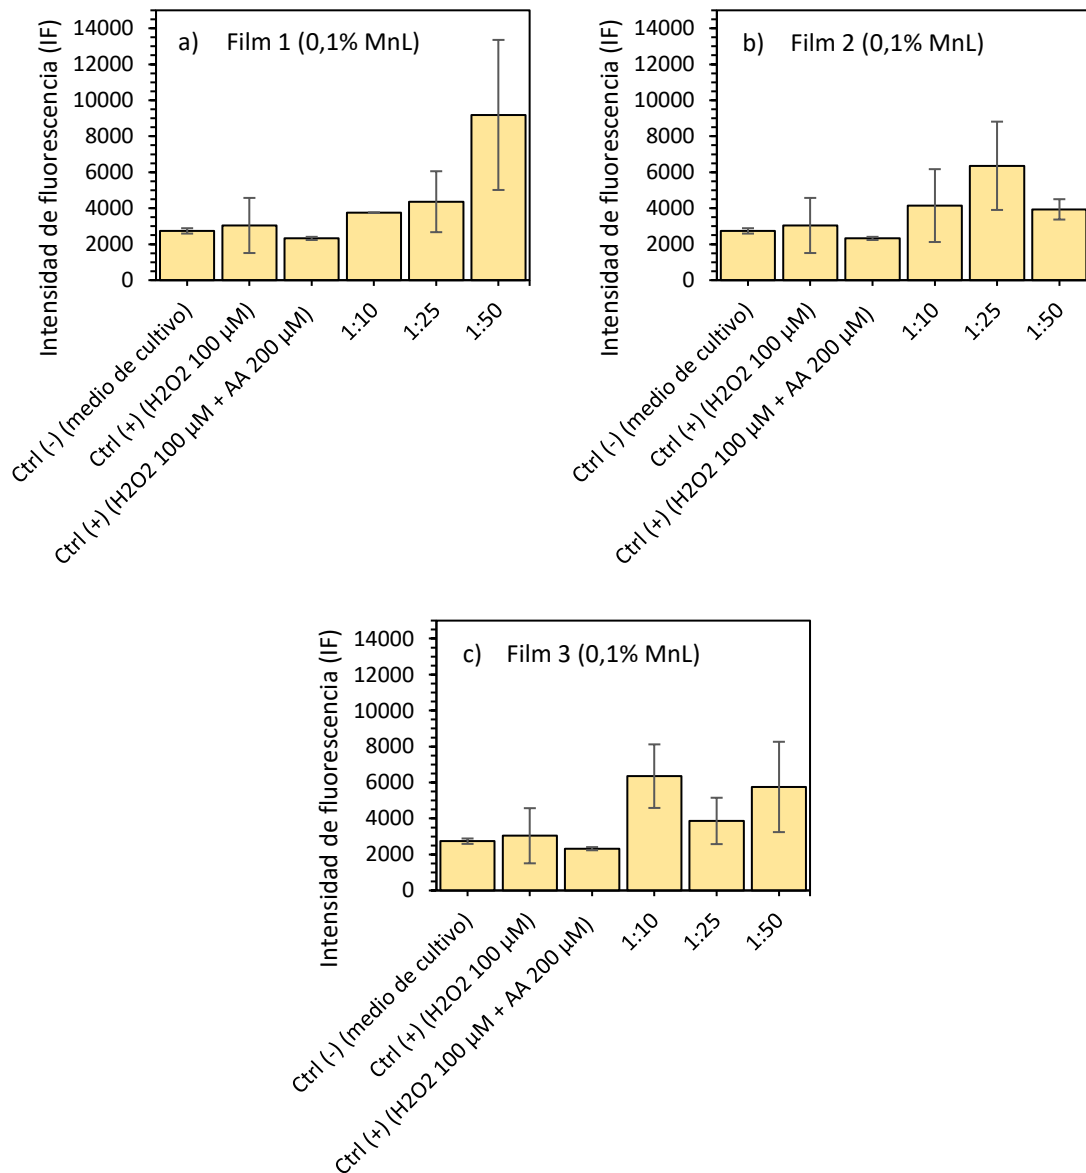 a) Film 1 (0,1% MnL)
Intensidad de fluorescencia (IF)
14000
12000
10000
8000
6000
4000
2000
0
Ctrl (-) (medio de cultivo)
Ctrl (+) (H2O2 100 µM)
Ctrl (+) (H2O2 100 µM + AA 200 µM)
1:10
1:25
1:50
b) Film 2 (0,1% MnL)
Intensidad de fluorescencia (IF)
14000
12000
10000
8000
6000
4000
2000
0
Ctrl (-) (medio de cultivo)
Ctrl (+) (H2O2 100 µM)
Ctrl (+) (H2O2 100 µM + AA 200 µM)
1:10
1:25
1:50
c) Film 3 (0,1% MnL)
Intensidad de fluorescencia (IF)
14000
12000
10000
8000
6000
4000
2000
0
Ctrl (-) (medio de cultivo)
Ctrl (+) (H2O2 100 µM)
Ctrl (+) (H2O2 100 µM + AA 200 µM)
1:10
1:25
1:50